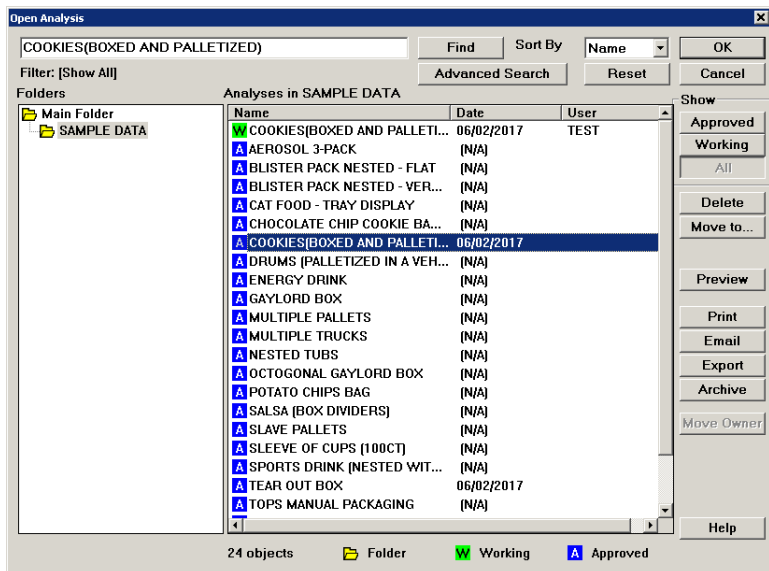 Open Analysis
COOKIES(BOXED AND PALLETIZED) Find Sort By Name OK
Filter: [Show All] Advanced Search Reset Cancel
Folders Analyses in SAMPLE DATA Show
Main Folder Name Date User Approved
SAMPLE DATA W COOKIES(BOXED AND PALLETI... 06/02/2017 TEST Working
A AEROSOL 3-PACK (N/A)
A BLISTER PACK NESTED - FLAT (N/A) All
A BLISTER PACK NESTED - VER... (N/A)
A CAT FOOD - TRAY DISPLAY (N/A) Delete
A CHOCOLATE CHIP COOKIE BA... (N/A) Move to...
A COOKIES(BOXED AND PALLETI... 06/02/2017
A DRUMS (PALLETIZED IN A VEH... (N/A)
A ENERGY DRINK (N/A) Preview
A GAYLORD BOX (N/A)
A MULTIPLE PALLETS (N/A) Print
A MULTIPLE TRUCKS (N/A) Email
A NESTED TUBS (N/A)
A OCTOGONAL GAYLORD BOX (N/A) Export
A POTATO CHIPS BAG (N/A) Archive
A SALSA (BOX DIVIDERS) (N/A)
A SLAVE PALLETS (N/A) Move Owner
A SLEEVE OF CUPS (100CT) (N/A)
A SPORTS DRINK (NESTED WIT... (N/A)
A TEAR OUT BOX 06/02/2017
A TOPS MANUAL PACKAGING (N/A)
Help
24 objects Folder W Working A Approved